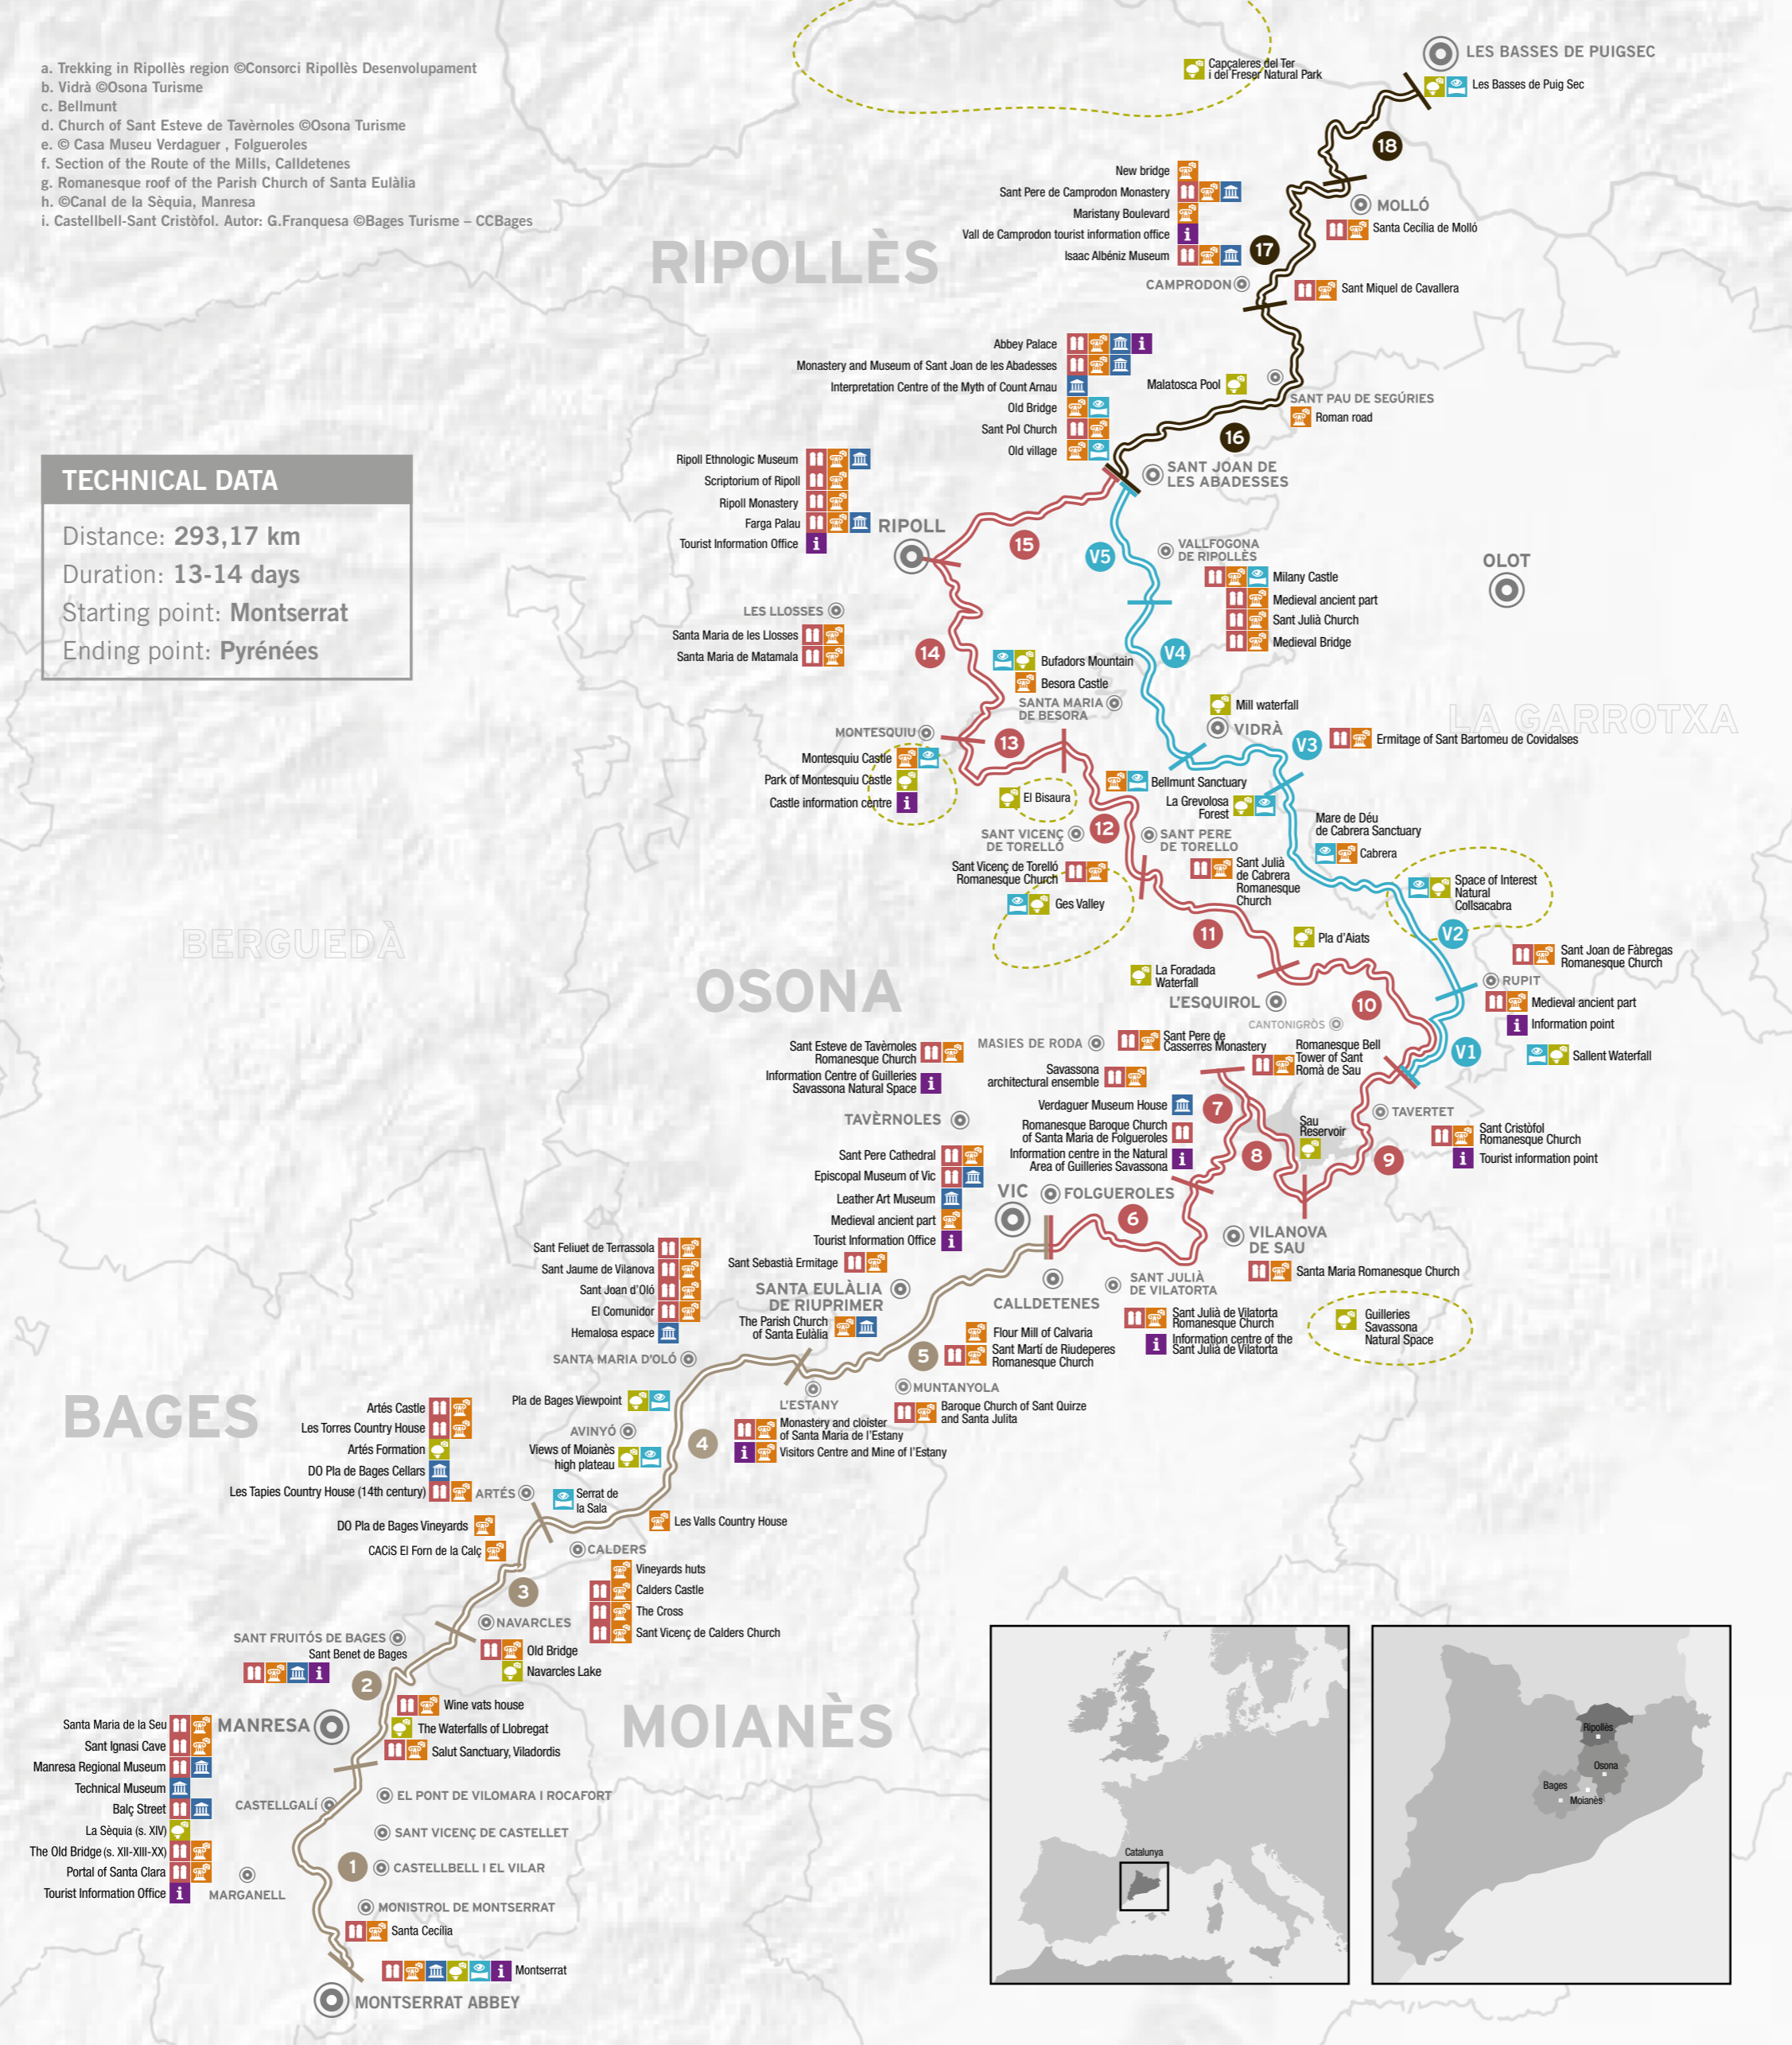 a. Trekking in Ripollès region ©Consorci Ripollès Desenvolupament
b. Vidrà ©Osona Turisme
c. Bellmunt
d. Church of Sant Esteve de Tavèrnoles ©Osona Turisme
e. © Casa Museu Verdaguer , Folgueroles
f. Section of the Route of the Mills, Calldetenes
g. Romanesque roof of the Parish Church of Santa Eulàlia
h. ©Canal de la Sèquia, Manresa
i. Castellbell-Sant Cristòfol. Autor: G.Franquesa ©Bages Turisme – CCBages
LES BASSES DE PUIGSEC
Les Basses de Puig Sec
Capçaleres del Ter
i del Freser Natural Park
18
New bridge
Sant Pere de Camprodon Monastery
Maristany Boulevard
Vall de Camprodon tourist information office
Isaac Albéniz Museum
MOLLÓ
Santa Cecília de Molló
RIPOLLÈS
17
CAMPRODON
Sant Miquel de Cavallera
Abbey Palace
Monastery and Museum of Sant Joan de les Abadesses
Interpretation Centre of the Myth of Count Arnau
Old Bridge
Sant Pol Church
Old village
Malatosca Pool
SANT PAU DE SEGÚRIES
Roman road
16
SANT JOAN DE
LES ABADESSES
TECHNICAL DATA
Distance: 293,17 km
Duration: 13-14 days
Starting point: Montserrat
Ending point: Pyrénées
Ripoll Ethnologic Museum
Scriptorium of Ripoll
Ripoll Monastery
Farga Palau
Tourist Information Office
RIPOLL
15
V5
VALLFOGONA
DE RIPOLLÈS
Milany Castle
Medieval ancient part
Sant Julià Church
Medieval Bridge
OLOT
LES LLOSSES
Santa Maria de les Llosses
Santa Maria de Matamala
14
V4
Bufadors Mountain
Besora Castle
SANTA MARIA
DE BESORA
Mill waterfall
VIDRÀ
LA GARROTXA
V3
Ermitage of Sant Bartomeu de Covidalses
MONTESQUIU
Montesquiu Castle
Park of Montesquiu Castle
Castle information centre
13
El Bisaura
Bellmunt Sanctuary
La Grevolosa
Forest
Mare de Déu
de Cabrera Sanctuary
Cabrera
12
SANT VICENÇ
DE TORELLÓ
SANT PERE
DE TORELLÓ
Sant Vicenç de Torelló
Romanesque Church
Ges Valley
Sant Julià
de Cabrera
Romanesque
Church
Space of Interest
Natural
Collsacabra
BERGUEDÀ
11
Pla d'Aiats
V2
Sant Joan de Fàbregas
Romanesque Church
OSONA
La Foradada
Waterfall
L'ESQUIROL
10
RUPIT
Medieval ancient part
Information point
CANTONIGRÒS
V1
Sallent Waterfall
Sant Esteve de Tavèrnoles
Romanesque Church
Information Centre of Guilleries
Savassona Natural Space
MASIES DE RODA
Sant Pere de
Casserres Monastery
Romanesque Bell
Tower of Sant
Romà de Sau
Savassona
architectural ensemble
Verdaguer Museum House
Romanesque Baroque Church
of Santa Maria de Folgueroles
Information centre in the Natural
Area of Guilleries Savassona
7
TAVÈRNOLES
Sau
Reservoir
TAVERTET
Sant Cristòfol
Romanesque Church
Tourist information point
8
9
Sant Pere Cathedral
Episcopal Museum of Vic
Leather Art Museum
Medieval ancient part
Tourist Information Office
VIC
FOLGUEROLES
6
VILANOVA
DE SAU
Santa Maria Romanesque Church
Sant Feliuet de Terrassola
Sant Jaume de Vilanova
Sant Joan d'Oló
El Comunidor
Hemalosa espace
Sant Sebastià Ermitage
SANTA EULÀLIA
DE RIUPRIMER
The Parish Church
of Santa Eulàlia
CALLDETENES
SANT JULIÀ
DE VILATORTA
Sant Julià de Vilatorta
Romanesque Church
Information centre of the
Sant Julià de Vilatorta
Guilleries
Savassona
Natural Space
5
Flour Mill of Calvaria
Sant Martí de Riudeperes
Romanesque Church
SANTA MARIA D'OLÓ
L'ESTANY
MUNTANYOLA
Baroque Church of Sant Quirze
and Santa Julita
Monastery and cloister
of Santa Maria de l'Estany
Visitors Centre and Mine of l'Estany
BAGES
Artés Castle
Les Torres Country House
Artés Formation
DO Pla de Bages Cellars
Les Tapies Country House (14th century)
ARTÉS
Pla de Bages Viewpoint
AVINYÓ
Views of Moianès
high plateau
4
Serrat de
la Sala
Les Valls Country House
DO Pla de Bages Vineyards
CACiS El Forn de la Calç
CALDERS
Vineyards huts
Calders Castle
The Cross
Sant Vicenç de Calders Church
3
NAVARCLES
Old Bridge
Navarcles Lake
SANT FRUITÓS DE BAGES
Sant Benet de Bages
2
MOIANÈS
Wine vats house
The Waterfalls of Llobregat
Salut Sanctuary, Viladordis
MANRESA
Santa Maria de la Seu
Sant Ignasi Cave
Manresa Regional Museum
Technical Museum
Balç Street
La Sèquia (s. XIV)
The Old Bridge (s. XII-XIII-XX)
Portal of Santa Clara
Tourist Information Office
EL PONT DE VILOMARA I ROCAFORT
CASTELLGALÍ
SANT VICENÇ DE CASTELLET
1
CASTELLBELL I EL VILAR
MARGANELL
MONISTROL DE MONTSERRAT
Santa Cecília
Montserrat
MONTSERRAT ABBEY
Catalunya
Ripollès
Osona
Bages
Moianès